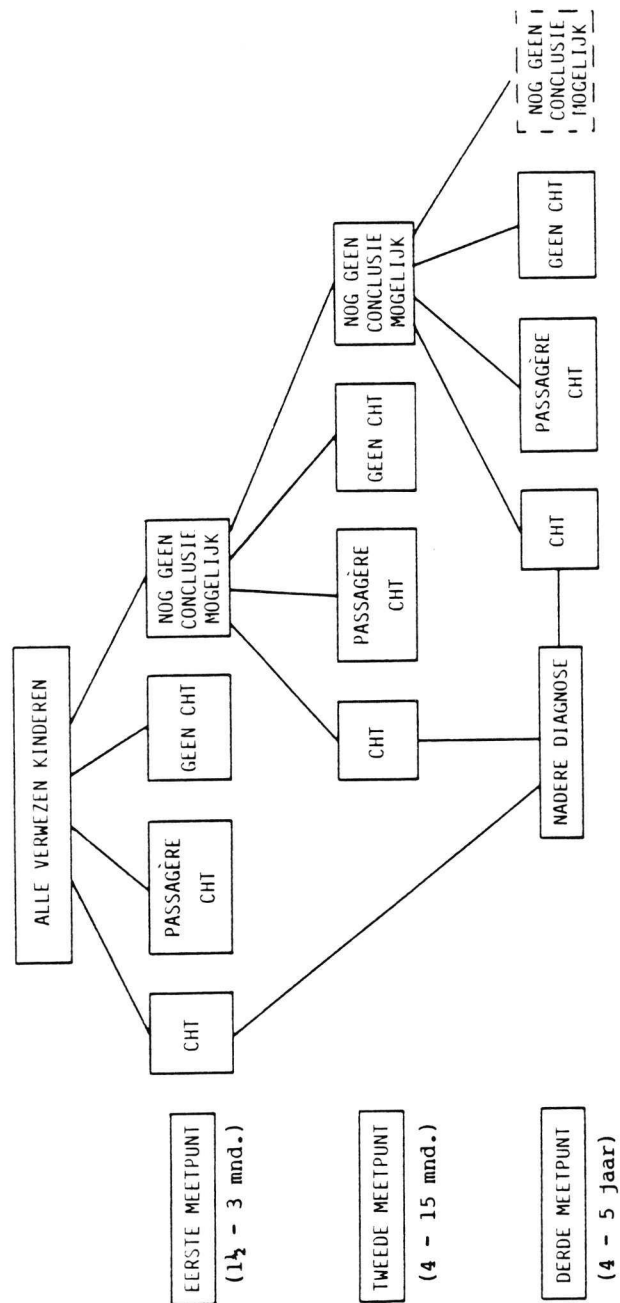 ALLE VERWEZEN KINDEREN
EERSTE MEETPUNT
(1½ - 3 mnd.)
CHT
PASSAGÈRE
CHT
GEEN CHT
NOG GEEN
CONCLUSIE
MOGELIJK
TWEEDE MEETPUNT
(4 - 15 mnd.)
CHT
PASSAGÈRE
CHT
GEEN CHT
NOG GEEN
CONCLUSIE
MOGELIJK
DERDE MEETPUNT
(4 - 5 jaar)
NADERE DIAGNOSE
CHT
PASSAGÈRE
CHT
GEEN CHT
NOG GEEN
CONCLUSIE
MOGELIJK